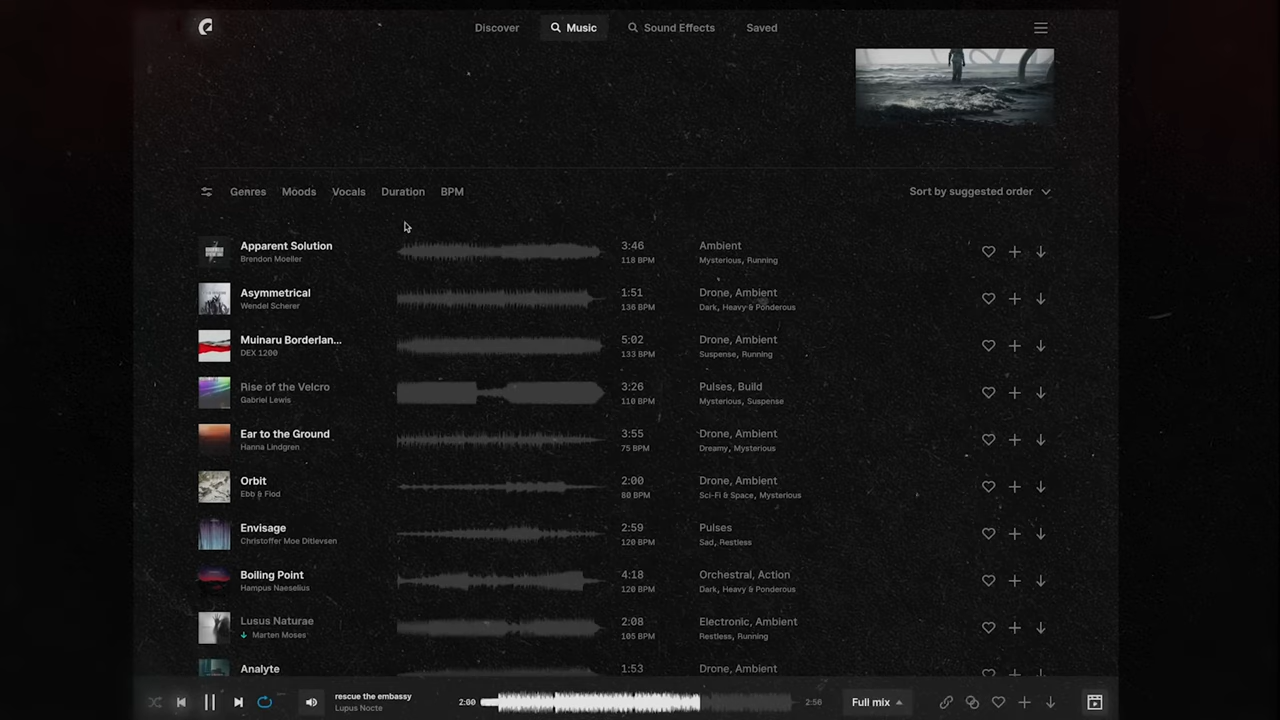 Discover Music Sound Effects Saved
Genres Moods Vocals Duration BPM Sort by suggested order
Apparent Solution 3:46 Ambient
Brendon Moeller 118 BPM Mysterious, Running
Asymmetrical 1:51 Drone, Ambient
Wendel Scherer 136 BPM Dark, Heavy & Ponderous
Muinaru Borderlan... 5:02 Drone, Ambient
DEX 1200 133 BPM Suspense, Running
Rise of the Velcro 3:26 Pulses, Build
Gabriel Lewis 110 BPM Mysterious, Suspense
Ear to the Ground 3:55 Drone, Ambient
Hanna Lindgren 75 BPM Dreamy, Mysterious
Orbit 2:00 Drone, Ambient
Ebb & Flod 80 BPM Sci-Fi & Space, Mysterious
Envisage 2:59 Pulses
Christoffer Moe Ditlevsen 120 BPM Sad, Restless
Boiling Point 4:18 Orchestral, Action
Hampus Naeselius 120 BPM Dark, Heavy & Ponderous
Lusus Naturae 2:08 Electronic, Ambient
Marten Moses 105 BPM Restless, Running
Analyte 1:53 Drone, Ambient
rescue the embassy
Lupus Nocte
2:00 2:56 Full mix